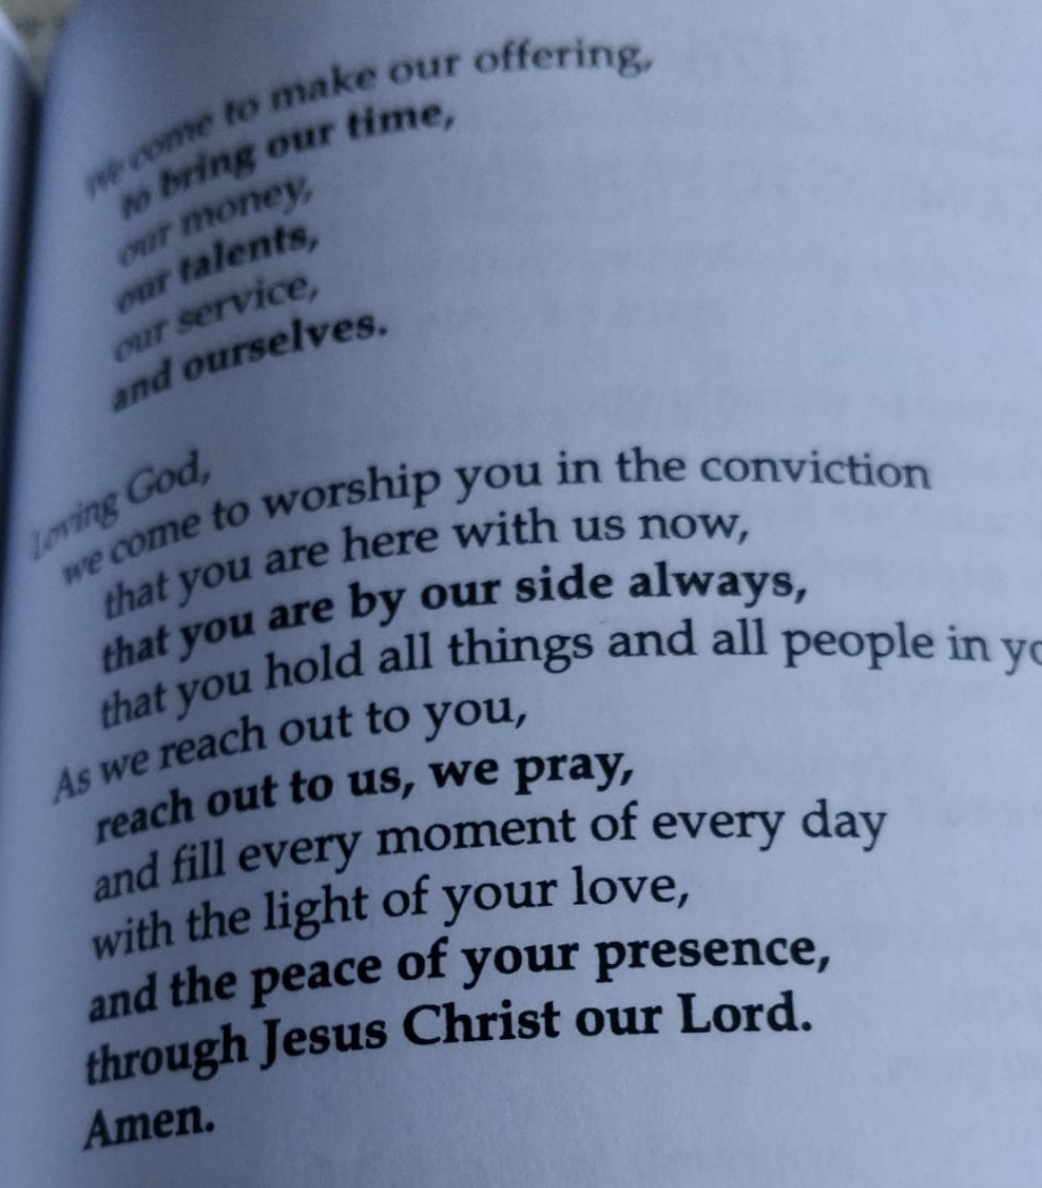 We come to make our offering,
to bring our time,
our money,
our talents,
our service,
and ourselves.
Loving God,
we come to worship you in the conviction
that you are here with us now,
that you are by our side always,
that you hold all things and all people in
As we reach out to you,
reach out to us, we pray,
and fill every moment of every day
with the light of your love,
and the peace of your presence,
through Jesus Christ our Lord.
Amen.